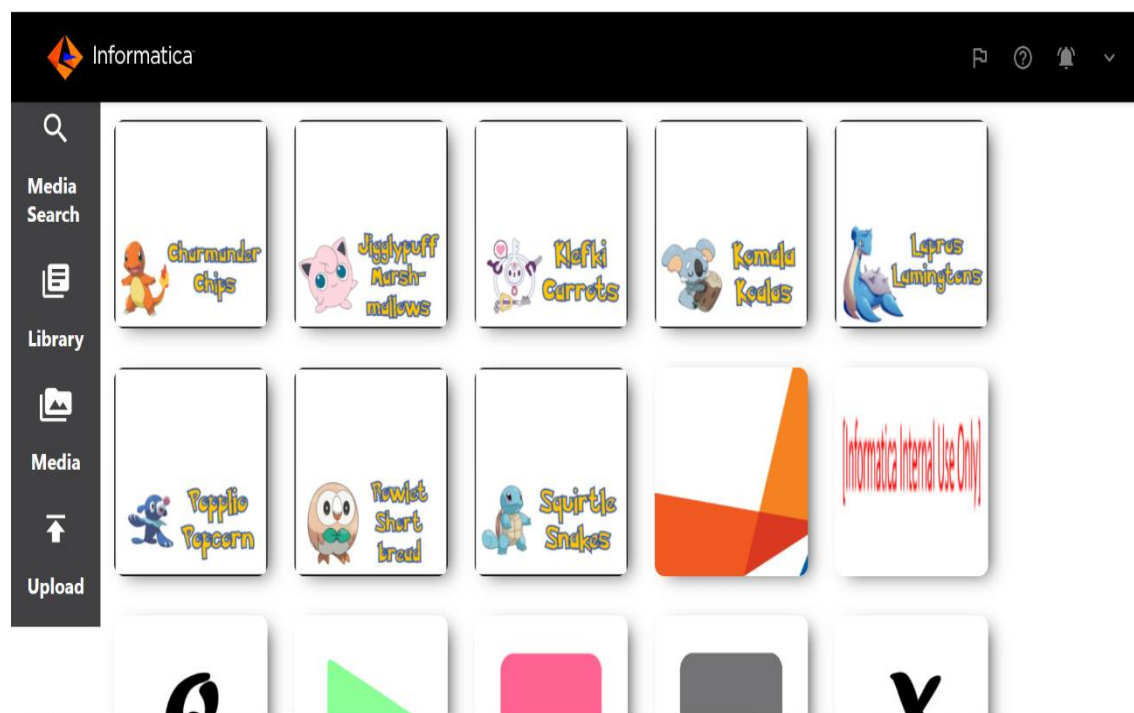 Informatica
Media
Search
Library
Media
Upload
Charmander
Chips
Jigglypuff
Marsh-
mallows
Klefki
Carrots
Komala
Koalas
Lapras
Lamingtons
Popplio
Popcorn
Rowlet
Short
bread
Squirtle
Snakes
[Informatica Internal Use Only]